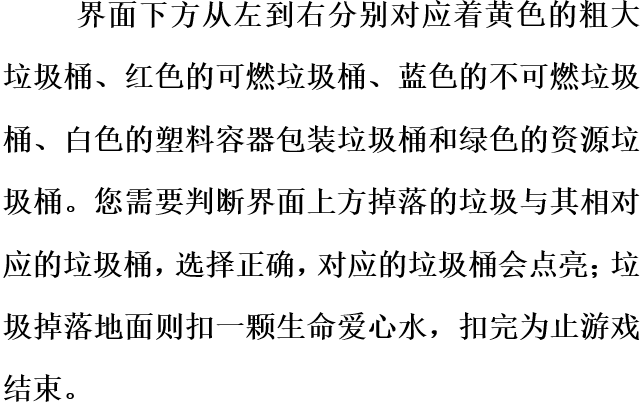 界面下方从左到右分别对应着黄色的粗大
垃圾桶、红色的可燃垃圾桶、蓝色的不可燃垃圾
桶、白色的塑料容器包装垃圾桶和绿色的资源垃
圾桶。您需要判断界面上方掉落的垃圾与其相对
应的垃圾桶，选择正确，对应的垃圾桶会点亮；垃
圾掉落地面则扣一颗生命爱心水，扣完为止游戏
结束。